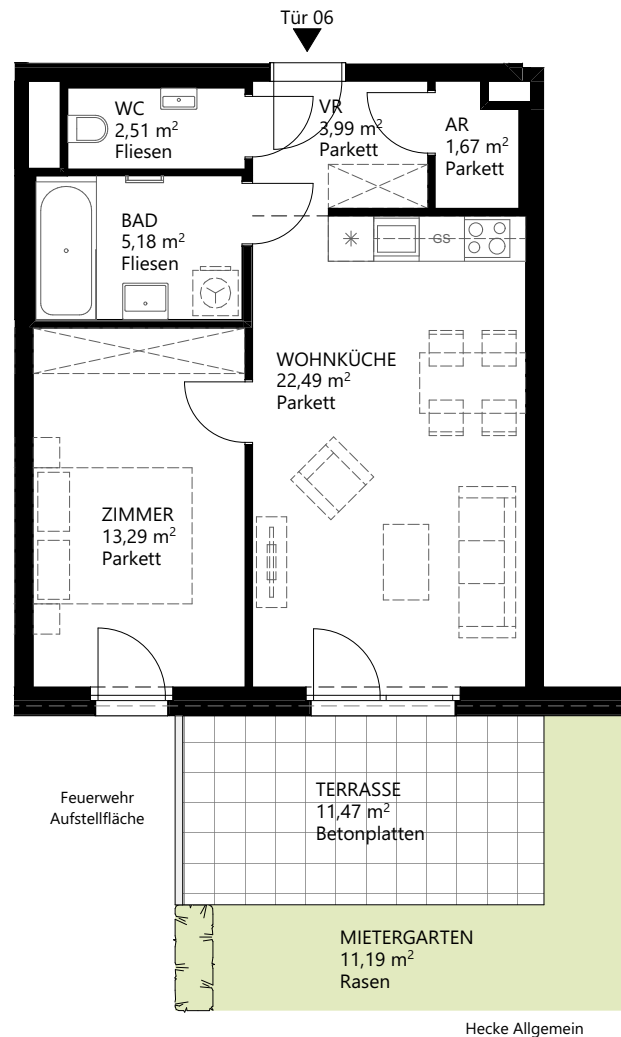 Tür 06
WC
2,51 m²
Fliesen
VR
3,99 m²
Parkett
AR
1,67 m²
Parkett
BAD
5,18 m²
Fliesen
GS
WOHNKÜCHE
22,49 m²
Parkett
ZIMMER
13,29 m²
Parkett
Feuerwehr
Aufstellfläche
TERRASSE
11,47 m²
Betonplatten
MIETERGARTEN
11,19 m²
Rasen
Hecke Allgemein